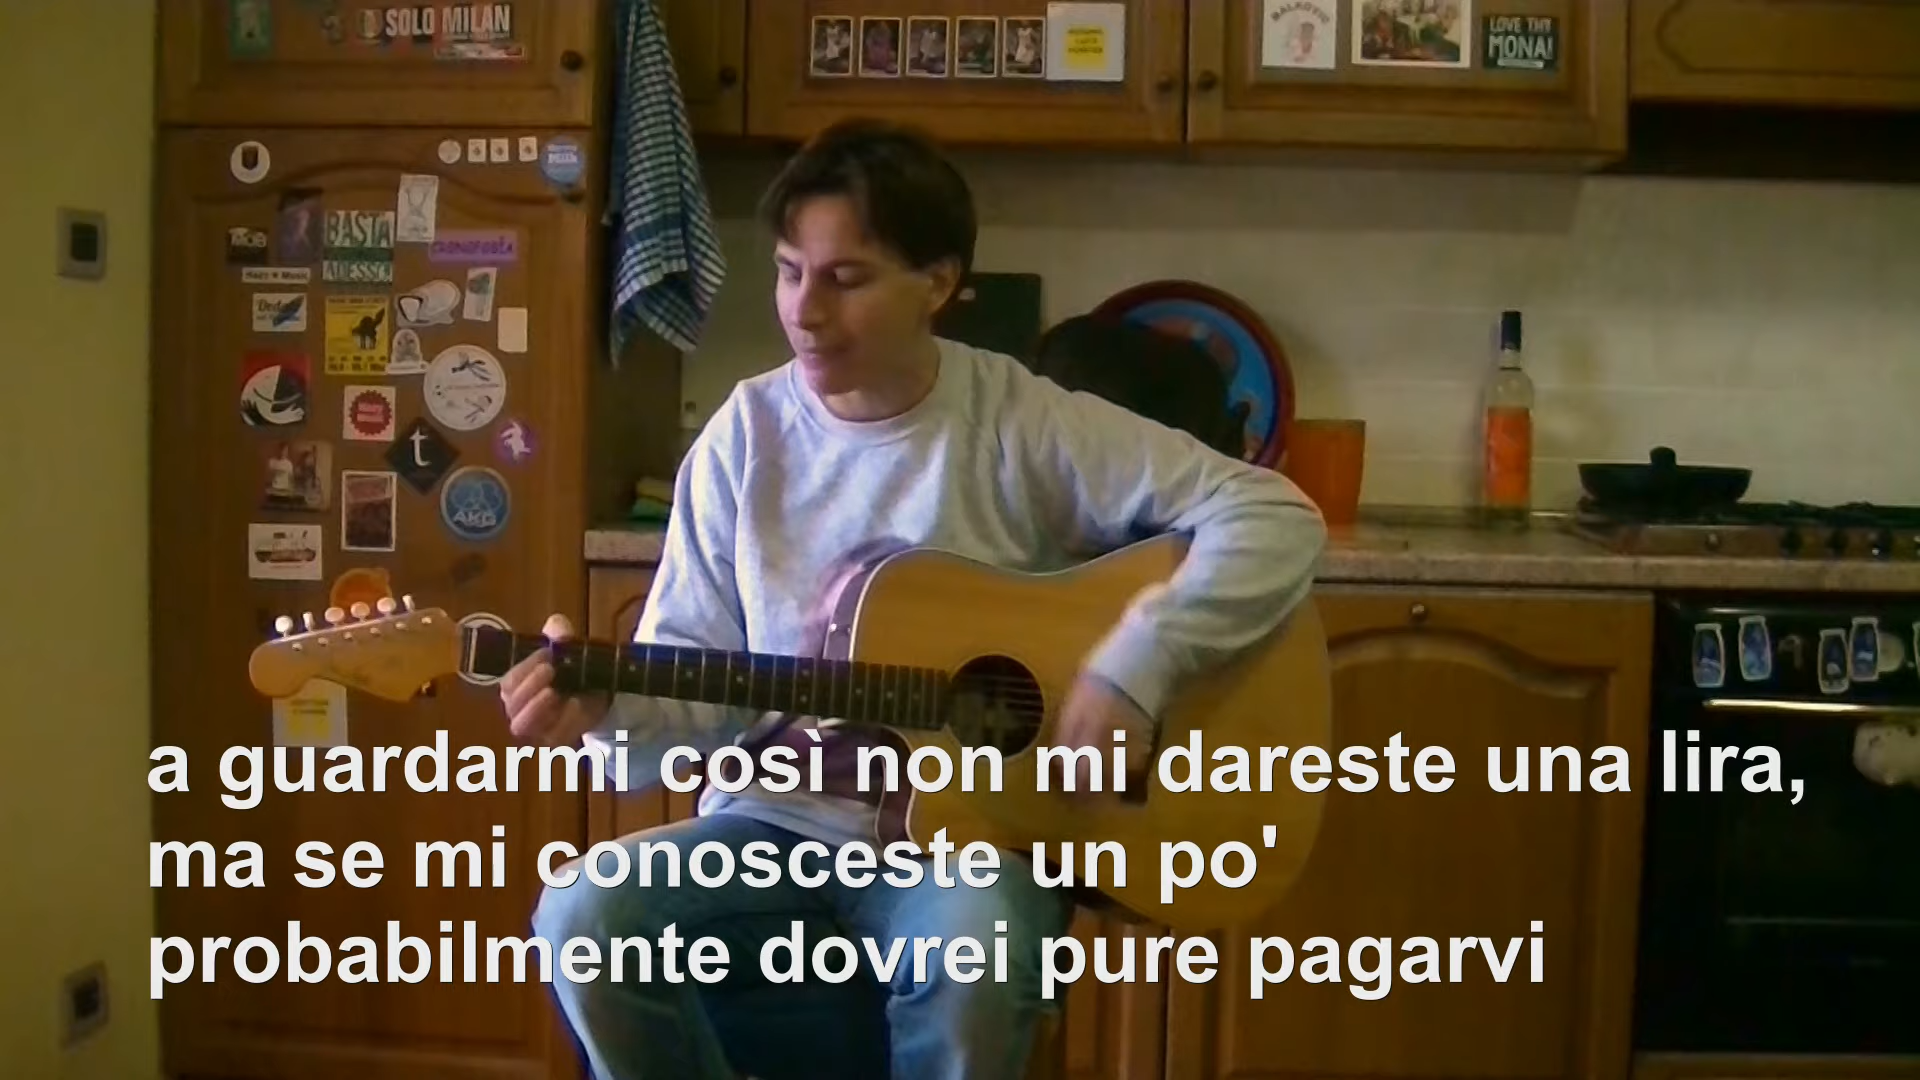 SOLO MILAN
LOVE THY
MONA!
BASTA
ADESSO!
CRONOFOBIA
t
AKG
a guardarmi così non mi dareste una lira,
ma se mi conosceste un po'
probabilmente dovrei pure pagarvi